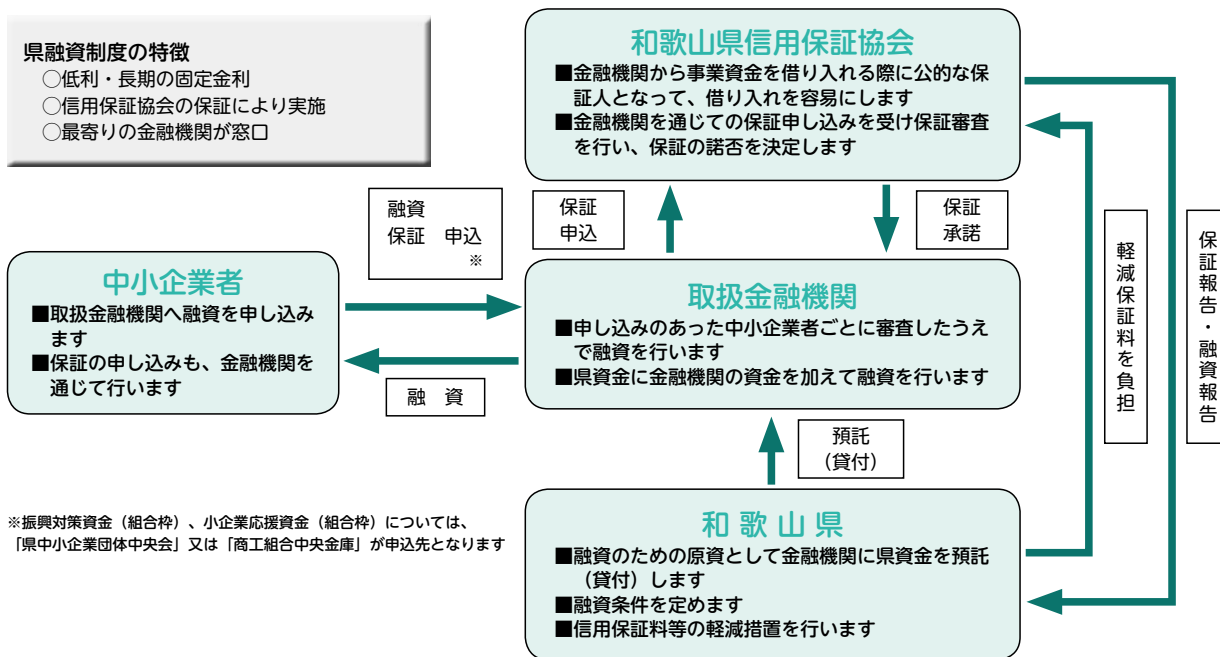 県融資制度の特徴
○低利・長期の固定金利
○信用保証協会の保証により実施
○最寄りの金融機関が窓口
和歌山県信用保証協会
■金融機関から事業資金を借り入れる際に公的な保
証人となって、借り入れを容易にします
■金融機関を通じての保証申し込みを受け保証審査
を行い、保証の諾否を決定します
融資
保証 申込
※
保証
申込
保証
承諾
軽減保証料を負担
保証報告・融資報告
中小企業者
■取扱金融機関へ融資を申し込み
ます
■保証の申し込みも、金融機関を
通じて行います
取扱金融機関
■申し込みのあった中小企業者ごとに審査したうえ
で融資を行います
■県資金に金融機関の資金を加えて融資を行います
融 資
預託
(貸付)
※振興対策資金（組合枠）、小企業応援資金（組合枠）については、
「県中小企業団体中央会」又は「商工組合中央金庫」が申込先となります
和 歌 山 県
■融資のための原資として金融機関に県資金を預託
（貸付）します
■融資条件を定めます
■信用保証料等の軽減措置を行います